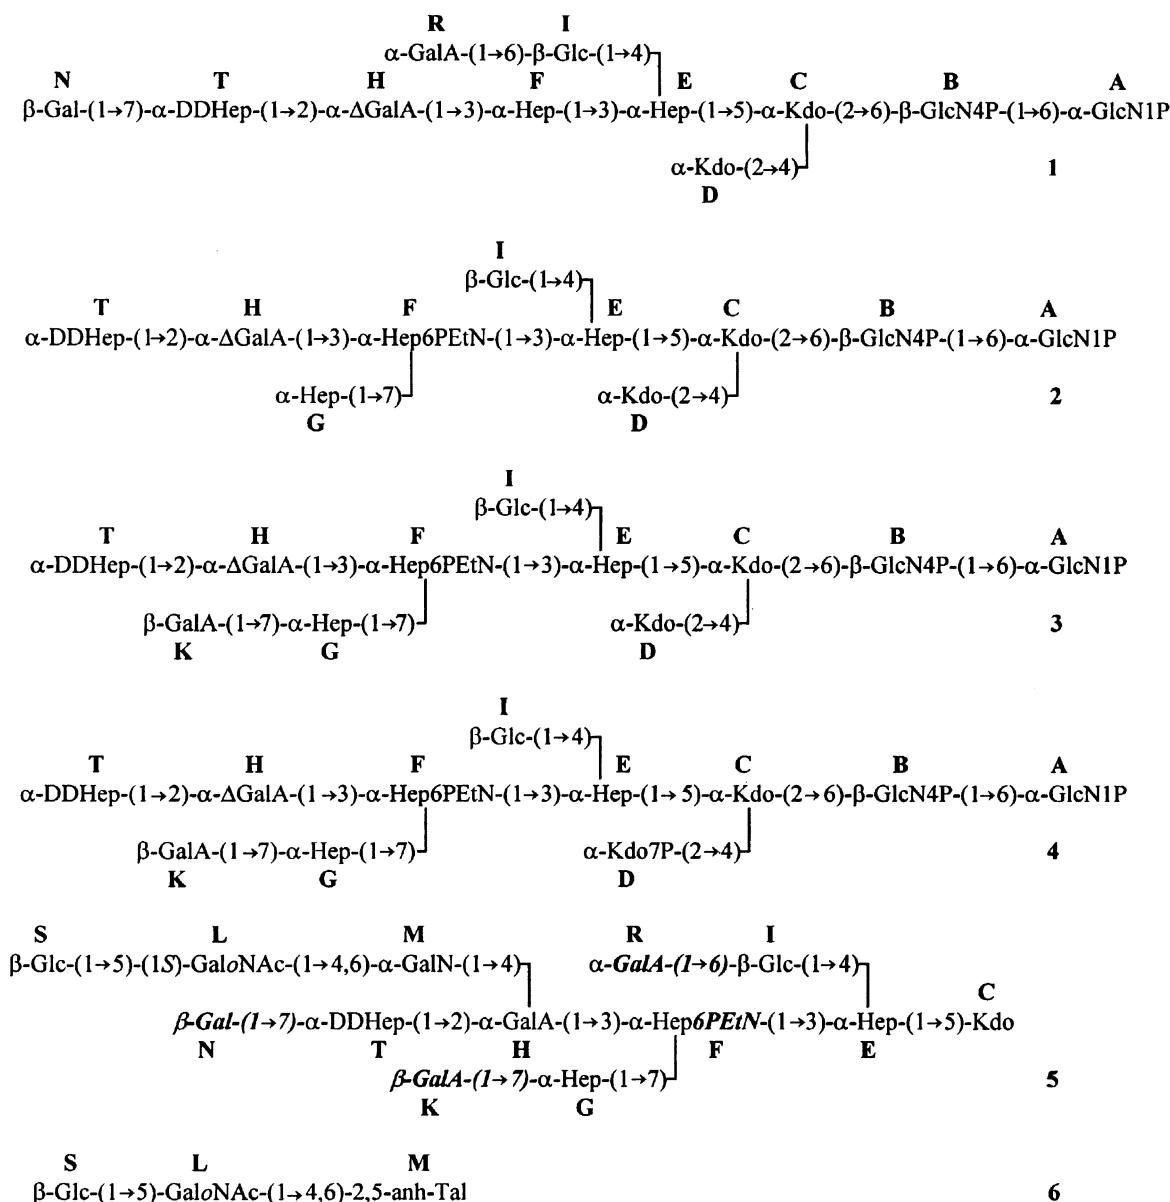 R I
α-GalA-(1→6)-β-Glc-(1→4)
N T H F E C B A
β-Gal-(1→7)-α-DDHep-(1→2)-α-ΔGalA-(1→3)-α-Hep-(1→3)-α-Hep-(1→5)-α-Kdo-(2→6)-β-GlcN4P-(1→6)-α-GlcN1P
α-Kdo-(2→4) 1
D
I
β-Glc-(1→4)
T H F E C B A
α-DDHep-(1→2)-α-ΔGalA-(1→3)-α-Hep6PEtN-(1→3)-α-Hep-(1→5)-α-Kdo-(2→6)-β-GlcN4P-(1→6)-α-GlcN1P
α-Hep-(1→7) α-Kdo-(2→4) 2
G D
I
β-Glc-(1→4)
T H F E C B A
α-DDHep-(1→2)-α-ΔGalA-(1→3)-α-Hep6PEtN-(1→3)-α-Hep-(1→5)-α-Kdo-(2→6)-β-GlcN4P-(1→6)-α-GlcN1P
β-GalA-(1→7)-α-Hep-(1→7) α-Kdo-(2→4) 3
K G D
I
β-Glc-(1→4)
T H F E C B A
α-DDHep-(1→2)-α-ΔGalA-(1→3)-α-Hep6PEtN-(1→3)-α-Hep-(1→5)-α-Kdo-(2→6)-β-GlcN4P-(1→6)-α-GlcN1P
β-GalA-(1→7)-α-Hep-(1→7) α-Kdo7P-(2→4) 4
K G D
S L M R I
β-Glc-(1→5)-(1S)-GaloNAc-(1→4,6)-α-GalN-(1→4) α-GalA-(1→6)-β-Glc-(1→4)
C
β-Gal-(1→7)-α-DDHep-(1→2)-α-GalA-(1→3)-α-Hep6PEtN-(1→3)-α-Hep-(1→5)-Kdo
N T H F E
β-GalA-(1→7)-α-Hep-(1→7) 5
K G
S L M
β-Glc-(1→5)-GaloNAc-(1→4,6)-2,5-anh-Tal 6